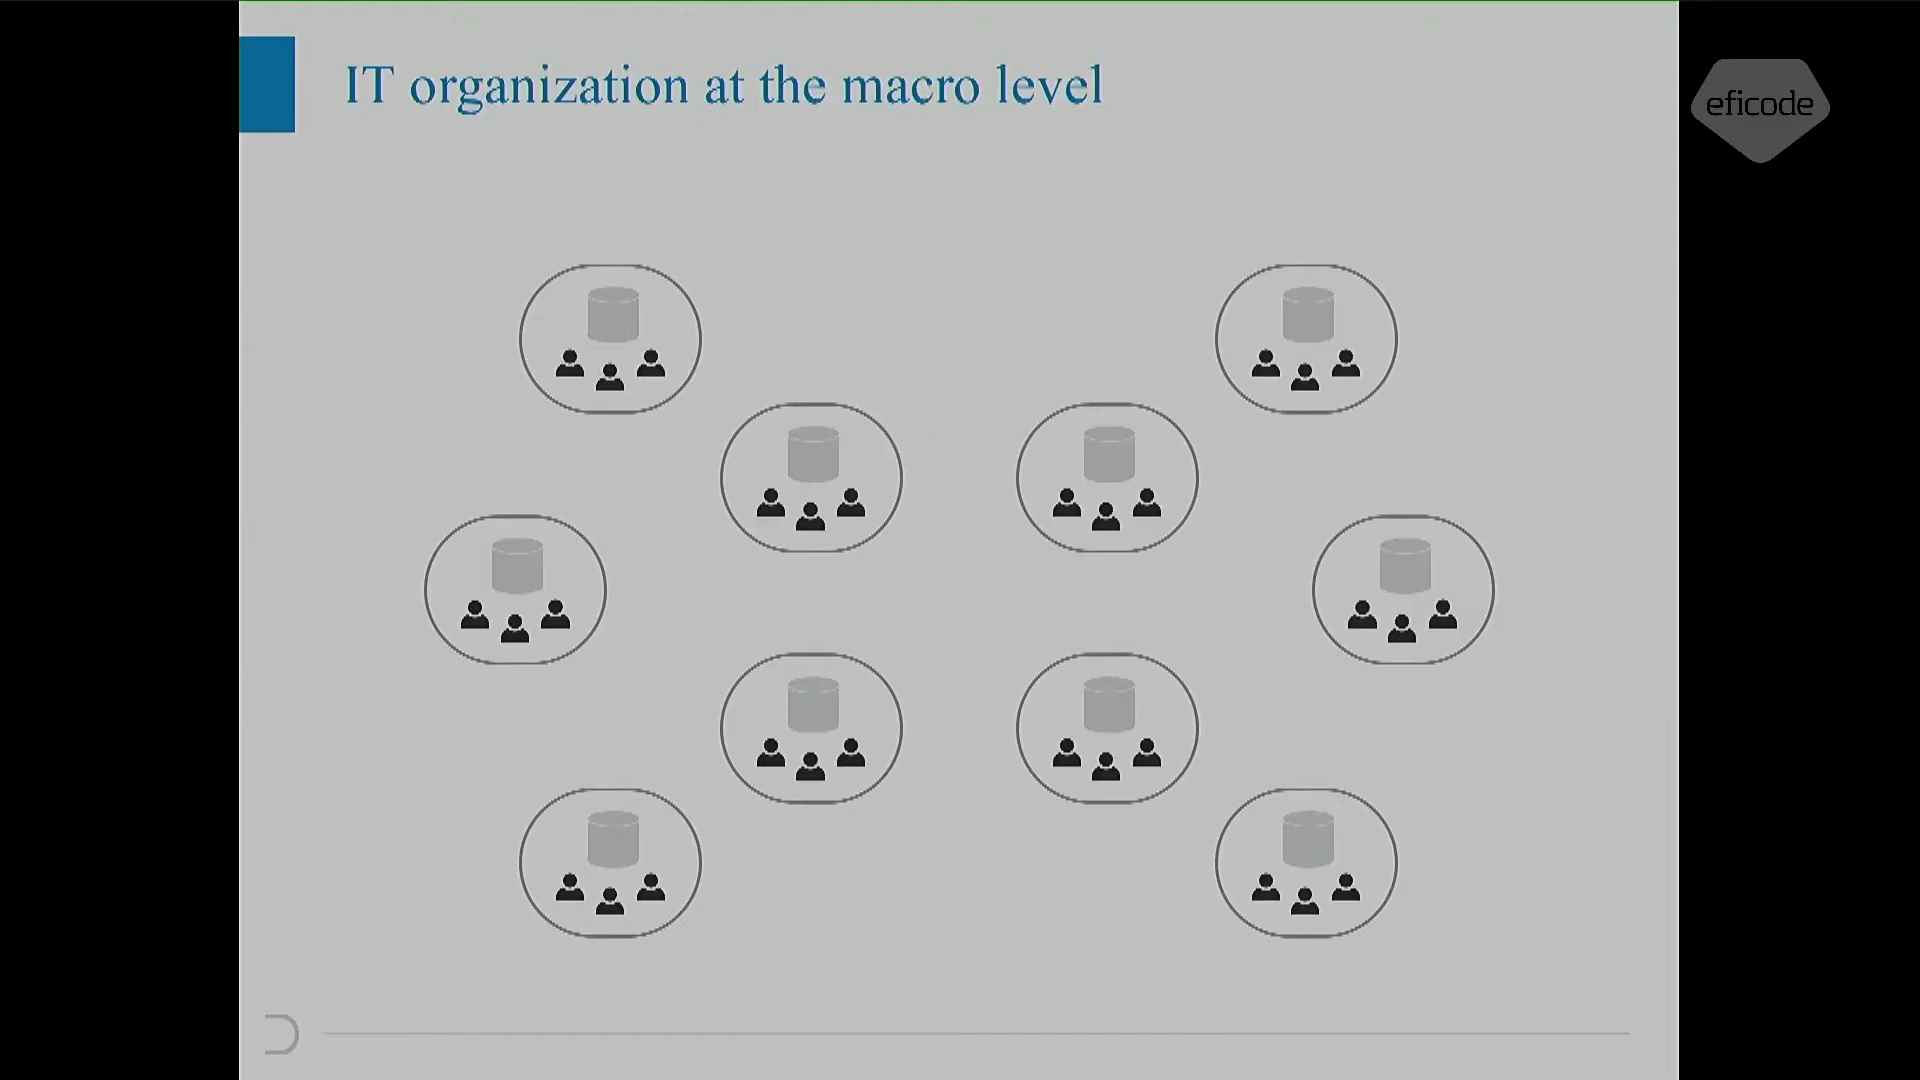 IT organization at the macro level
eficode